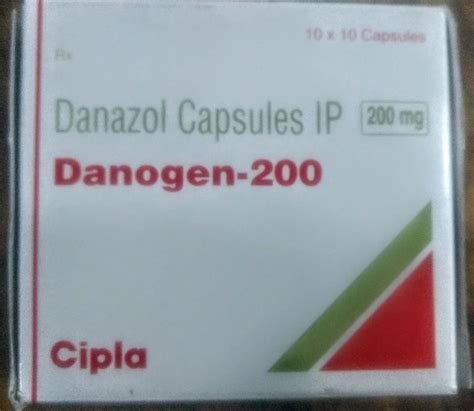 10 x 10 Capsules
Rx
Danazol Capsules IP 200 mg
Danogen-200
Cipla